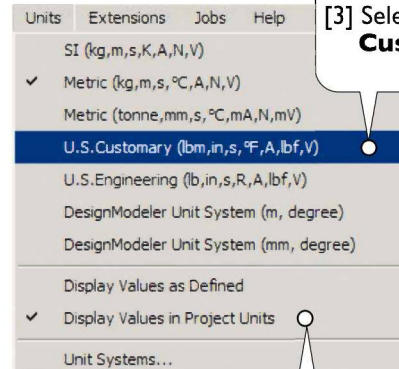 Units Extensions Jobs Help
[3] Sele
Cus
SI (kg,m,s,K,A,N,V)
✓ Metric (kg,m,s,°C,A,N,V)
Metric (tonne,mm,s,°C,mA,N,mV)
U.S.Customary (lbm,in,s,°F,A,lbf,V)
U.S.Engineering (lb,in,s,R,A,lbf,V)
DesignModeler Unit System (m, degree)
DesignModeler Unit System (mm, degree)
Display Values as Defined
✓ Display Values in Project Units
Unit Systems...